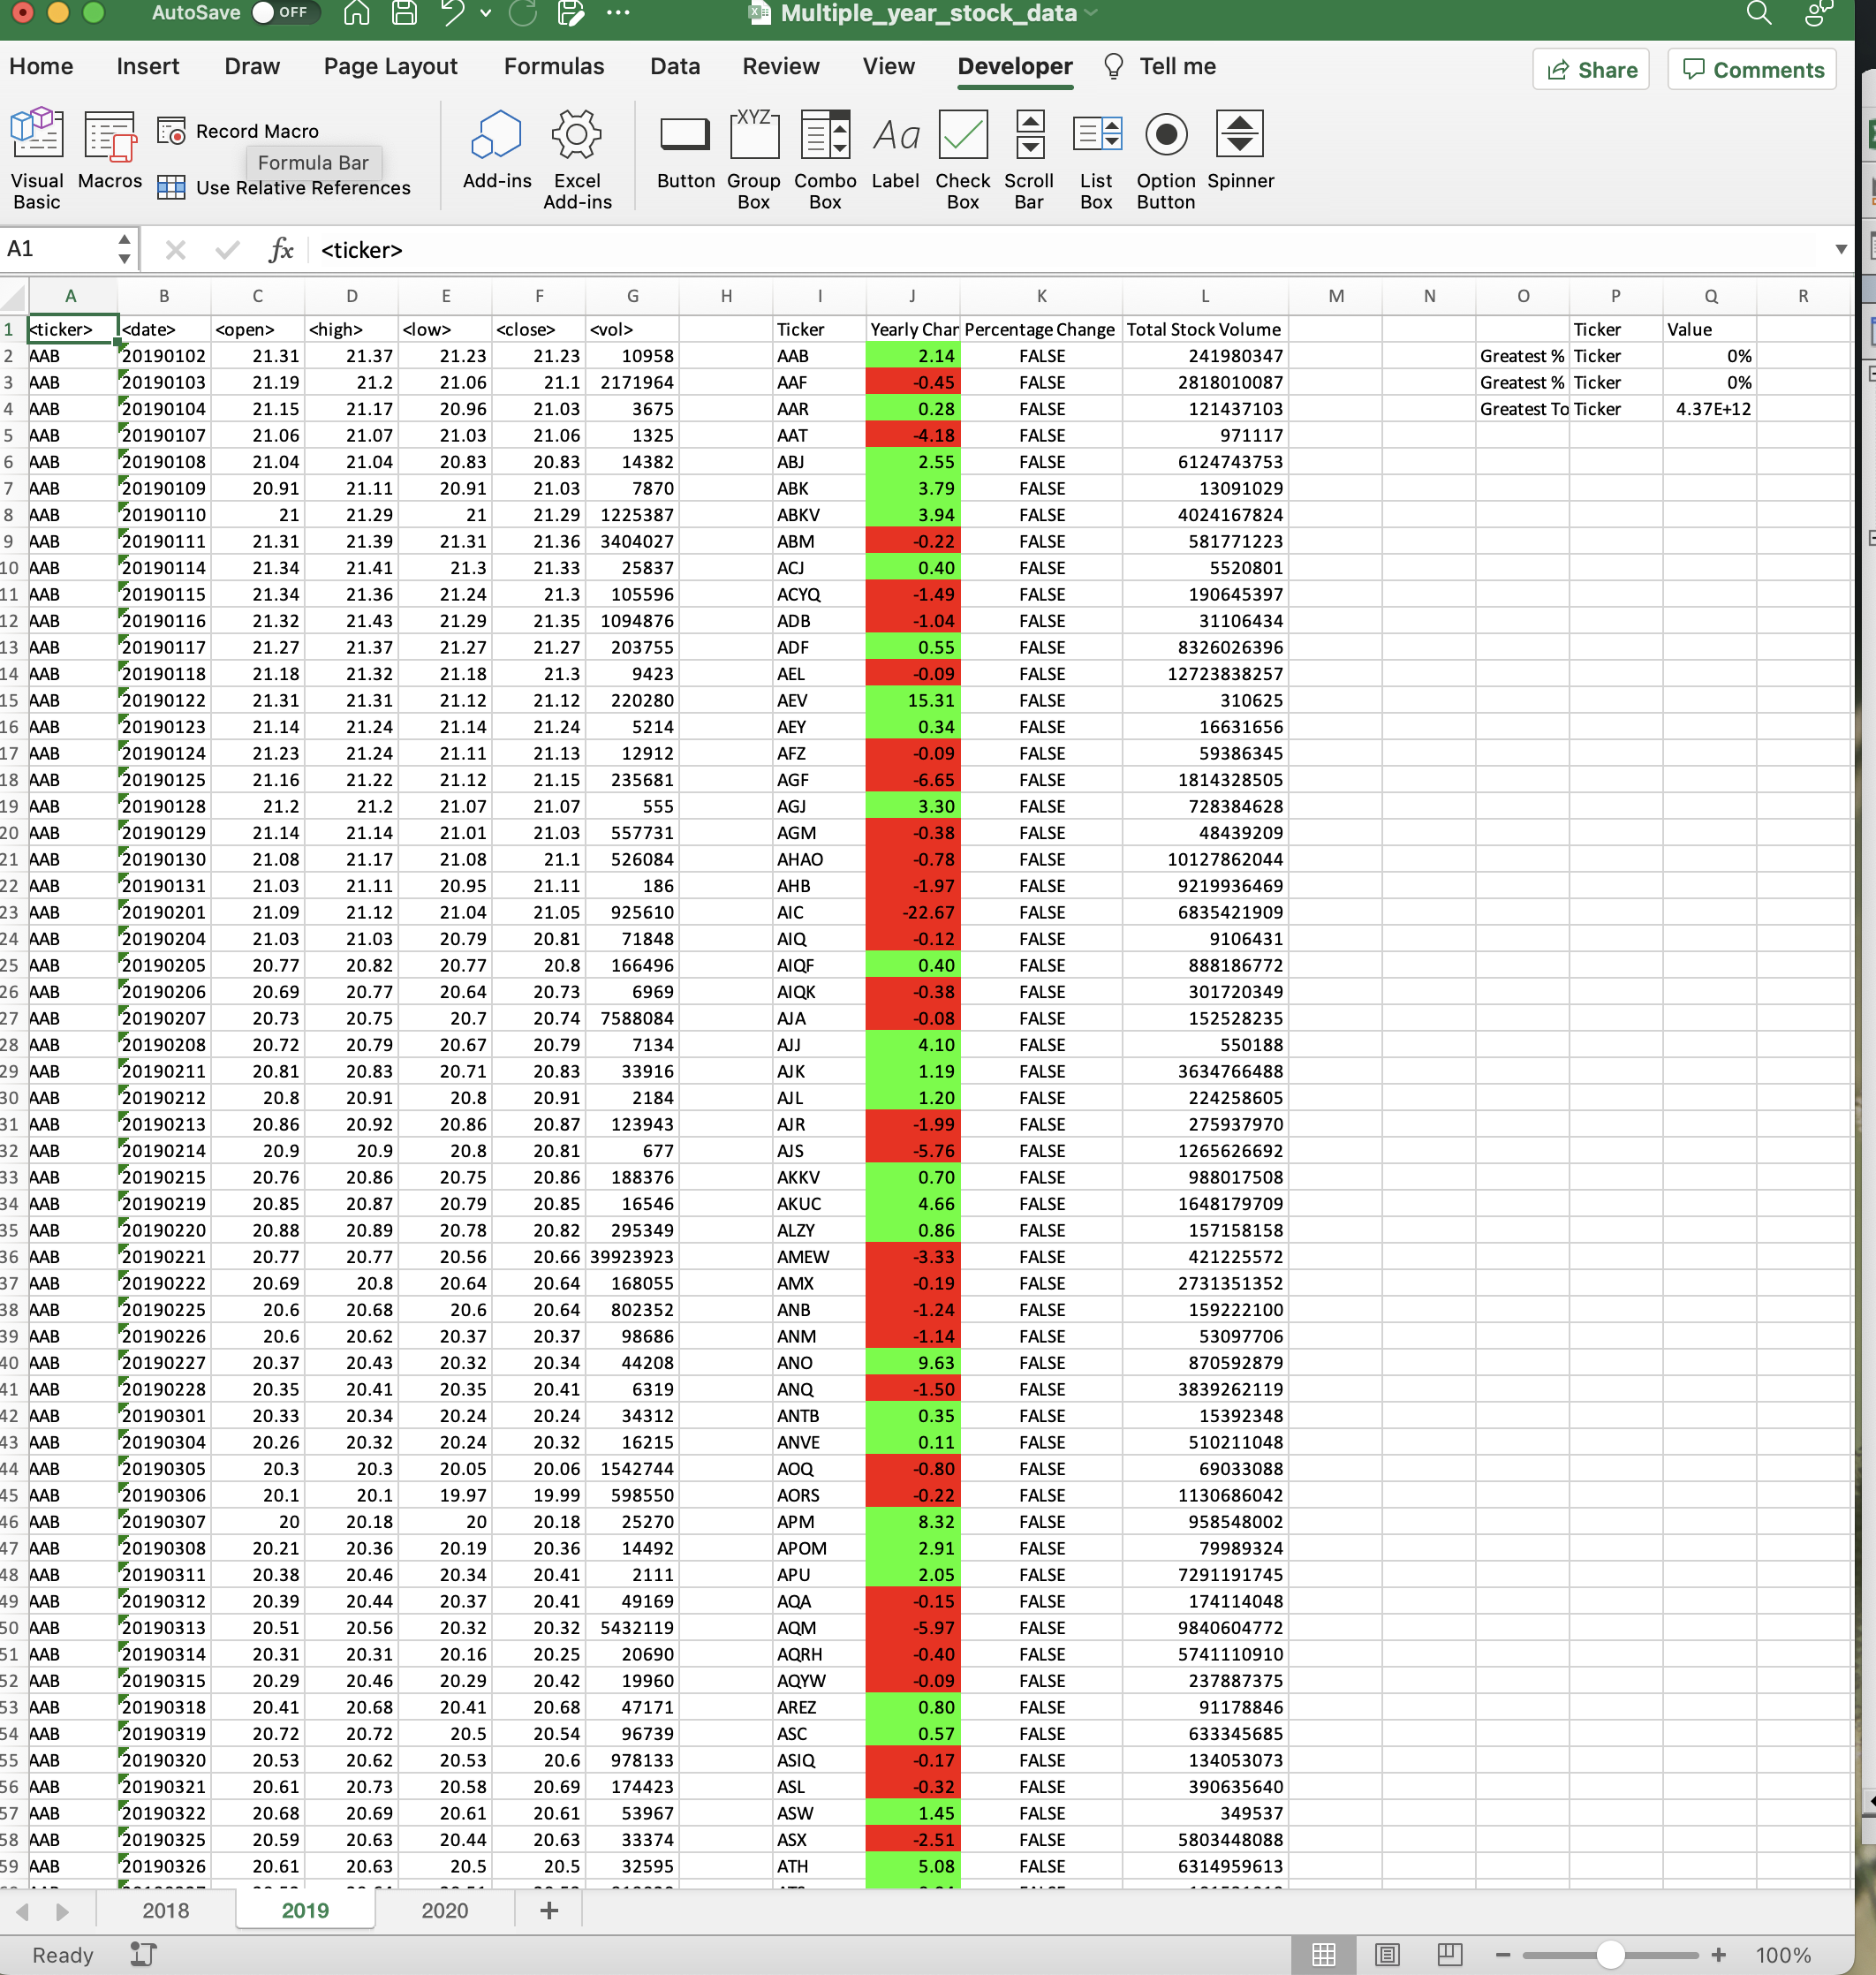 AutoSave OFF Multiple_year_stock_data
Home Insert Draw Page Layout Formulas Data Review View Developer Tell me Share Comments
Visual Basic Macros Record Macro Formula Bar Use Relative References Add-ins Excel Add-ins Button Group Box Combo Box Label Check Box Scroll Bar List Box Option Button Spinner
A1 fx <ticker>
A B C D E F G H I J K L M N O P Q R
1 <ticker> <date> <open> <high> <low> <close> <vol> Ticker Yearly Char Percentage Change Total Stock Volume Ticker Value
2 AAB 20190102 21.31 21.37 21.23 21.23 10958 AAB 2.14 FALSE 241980347 Greatest % Ticker 0%
3 AAB 20190103 21.19 21.2 21.06 21.1 2171964 AAF -0.45 FALSE 2818010087 Greatest % Ticker 0%
4 AAB 20190104 21.15 21.17 20.96 21.03 3675 AAR 0.28 FALSE 121437103 Greatest To Ticker 4.37E+12
5 AAB 20190107 21.06 21.07 21.03 21.06 1325 AAT -4.18 FALSE 971117
6 AAB 20190108 21.04 21.04 20.83 20.83 14382 ABJ 2.55 FALSE 6124743753
7 AAB 20190109 20.91 21.11 20.91 21.03 7870 ABK 3.79 FALSE 13091029
8 AAB 20190110 21 21.29 21 21.29 1225387 ABKV 3.94 FALSE 4024167824
9 AAB 20190111 21.31 21.39 21.31 21.36 3404027 ABM -0.22 FALSE 581771223
10 AAB 20190114 21.34 21.41 21.3 21.33 25837 ACJ 0.40 FALSE 5520801
11 AAB 20190115 21.34 21.36 21.24 21.3 105596 ACYQ -1.49 FALSE 190645397
12 AAB 20190116 21.32 21.43 21.29 21.35 1094876 ADB -1.04 FALSE 31106434
13 AAB 20190117 21.27 21.37 21.27 21.27 203755 ADF 0.55 FALSE 8326026396
14 AAB 20190118 21.18 21.32 21.18 21.3 9423 AEL -0.09 FALSE 12723838257
15 AAB 20190122 21.31 21.31 21.12 21.12 220280 AEV 15.31 FALSE 310625
16 AAB 20190123 21.14 21.24 21.14 21.24 5214 AEY 0.34 FALSE 16631656
17 AAB 20190124 21.23 21.24 21.11 21.13 12912 AFZ -0.09 FALSE 59386345
18 AAB 20190125 21.16 21.22 21.12 21.15 235681 AGF -6.65 FALSE 1814328505
19 AAB 20190128 21.2 21.2 21.07 21.07 555 AGJ 3.30 FALSE 728384628
20 AAB 20190129 21.14 21.14 21.01 21.03 557731 AGM -0.38 FALSE 48439209
21 AAB 20190130 21.08 21.17 21.08 21.1 526084 AHAO -0.78 FALSE 10127862044
22 AAB 20190131 21.03 21.11 20.95 21.11 186 AHB -1.97 FALSE 9219936469
23 AAB 20190201 21.09 21.12 21.04 21.05 925610 AIC -22.67 FALSE 6835421909
24 AAB 20190204 21.03 21.03 20.79 20.81 71848 AIQ -0.12 FALSE 9106431
25 AAB 20190205 20.77 20.82 20.77 20.8 166496 AIQF 0.40 FALSE 888186772
26 AAB 20190206 20.69 20.77 20.64 20.73 6969 AIQK -0.38 FALSE 301720349
27 AAB 20190207 20.73 20.75 20.7 20.74 7588084 AJA -0.08 FALSE 152528235
28 AAB 20190208 20.72 20.79 20.67 20.79 7134 AJJ 4.10 FALSE 550188
29 AAB 20190211 20.81 20.83 20.71 20.83 33916 AJK 1.19 FALSE 3634766488
30 AAB 20190212 20.8 20.91 20.8 20.91 2184 AJL 1.20 FALSE 224258605
31 AAB 20190213 20.86 20.92 20.86 20.87 123943 AJR -1.99 FALSE 275937970
32 AAB 20190214 20.9 20.9 20.8 20.81 677 AJS -5.76 FALSE 1265626692
33 AAB 20190215 20.76 20.86 20.75 20.86 188376 AKKV 0.70 FALSE 988017508
34 AAB 20190219 20.85 20.87 20.79 20.85 16546 AKUC 4.66 FALSE 1648179709
35 AAB 20190220 20.88 20.89 20.78 20.82 295349 ALZY 0.86 FALSE 157158158
36 AAB 20190221 20.77 20.77 20.56 20.66 39923923 AMEW -3.33 FALSE 421225572
37 AAB 20190222 20.69 20.8 20.64 20.64 168055 AMX -0.19 FALSE 2731351352
38 AAB 20190225 20.6 20.68 20.6 20.64 802352 ANB -1.24 FALSE 159222100
39 AAB 20190226 20.6 20.62 20.37 20.37 98686 ANM -1.14 FALSE 53097706
40 AAB 20190227 20.37 20.43 20.32 20.34 44208 ANO 9.63 FALSE 870592879
41 AAB 20190228 20.35 20.41 20.35 20.41 6319 ANQ -1.50 FALSE 3839262119
42 AAB 20190301 20.33 20.34 20.24 20.24 34312 ANTB 0.35 FALSE 15392348
43 AAB 20190304 20.26 20.32 20.24 20.32 16215 ANVE 0.11 FALSE 510211048
44 AAB 20190305 20.3 20.3 20.05 20.06 1542744 AOQ -0.80 FALSE 69033088
45 AAB 20190306 20.1 20.1 19.97 19.99 598550 AORS -0.22 FALSE 1130686042
46 AAB 20190307 20 20.18 20 20.18 25270 APM 8.32 FALSE 958548002
47 AAB 20190308 20.21 20.36 20.19 20.36 14492 APOM 2.91 FALSE 79989324
48 AAB 20190311 20.38 20.46 20.34 20.41 2111 APU 2.05 FALSE 7291191745
49 AAB 20190312 20.39 20.44 20.37 20.41 49169 AQA -0.15 FALSE 174114048
50 AAB 20190313 20.51 20.56 20.32 20.32 5432119 AQM -5.97 FALSE 9840604772
51 AAB 20190314 20.31 20.31 20.16 20.25 20690 AQRH -0.40 FALSE 5741110910
52 AAB 20190315 20.29 20.46 20.29 20.42 19960 AQYW -0.09 FALSE 237887375
53 AAB 20190318 20.41 20.68 20.41 20.68 47171 AREZ 0.80 FALSE 91178846
54 AAB 20190319 20.72 20.72 20.5 20.54 96739 ASC 0.57 FALSE 633345685
55 AAB 20190320 20.53 20.62 20.53 20.6 978133 ASIQ -0.17 FALSE 134053073
56 AAB 20190321 20.61 20.73 20.58 20.69 174423 ASL -0.32 FALSE 390635640
57 AAB 20190322 20.68 20.69 20.61 20.61 53967 ASW 1.45 FALSE 349537
58 AAB 20190325 20.59 20.63 20.44 20.63 33374 ASX -2.51 FALSE 5803448088
59 AAB 20190326 20.61 20.63 20.5 20.5 32595 ATH 5.08 FALSE 6314959613
2018 2019 2020 +
Ready 100%